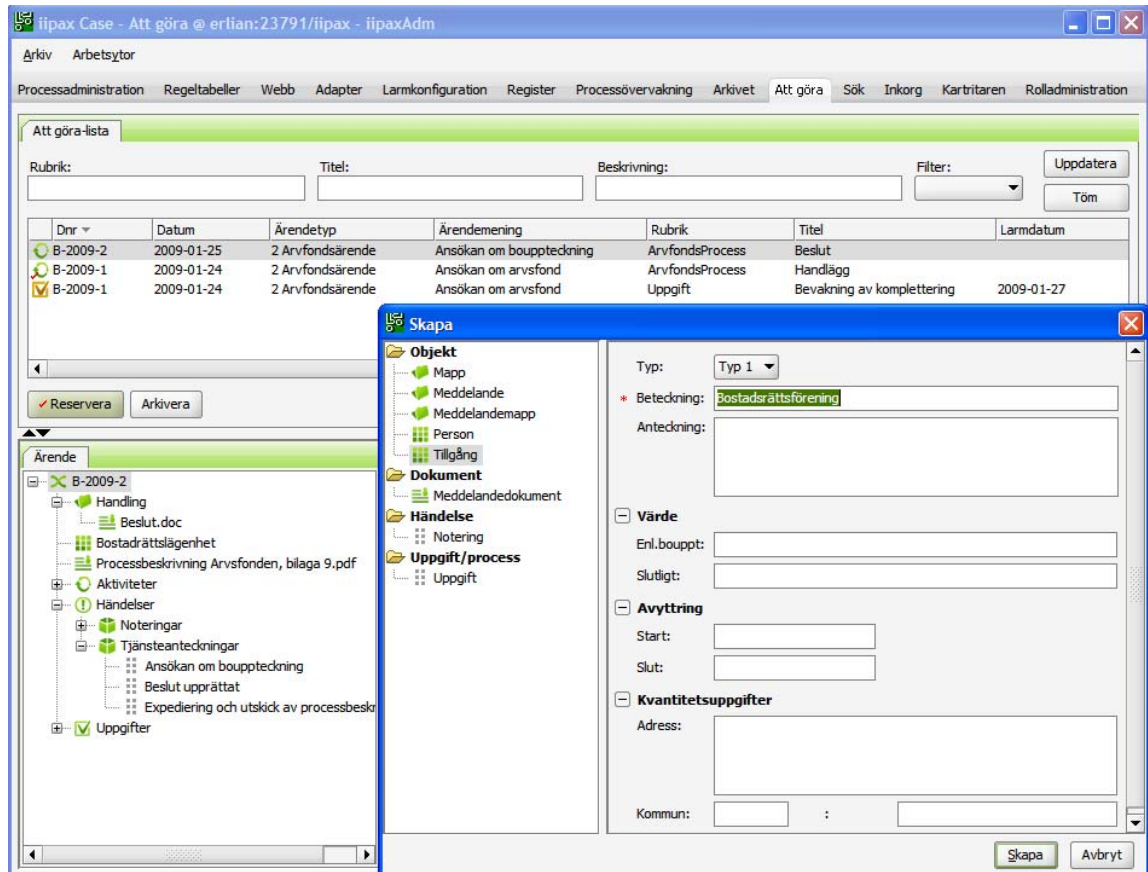 iipax Case - Att göra @ erlian:23791/iipax - iipaxAdm
Arkiv Arbetsytor
Processadministration Regeltabeller Webb Adapter Larmkonfiguration Register Processövervakning Arkivet Att göra Sök Inkorg Kartritaren Rolladministration
Att göra-lista
Rubrik: Titel: Beskrivning: Filter: Uppdatera
Töm
Dnr Datum Ärendetyp Ärendemening Rubrik Titel Larmdatum
B-2009-2 2009-01-25 2 Arvfondsärende Ansökan om bouppteckning ArvfondsProcess Beslut
B-2009-1 2009-01-24 2 Arvfondsärende Ansökan om arvsfond ArvfondsProcess Handlägg
B-2009-1 2009-01-24 2 Arvfondsärende Ansökan om arvsfond Uppgift Bevakning av komplettering 2009-01-27
Reservera Arkivera
Ärende
B-2009-2
Handling
Beslut.doc
Bostadrättslägenhet
Processbeskrivning Arvsfonden, bilaga 9.pdf
Aktiviteter
Händelser
Noteringar
Tjänsteanteckningar
Ansökan om bouppteckning
Beslut upprättat
Expediering och utskick av processbeskr
Uppgifter
Skapa
Objekt
Mapp
Meddelande
Meddelandemapp
Person
Tillgång
Dokument
Meddelandedokument
Händelse
Notering
Uppgift/process
Uppgift
Typ: Typ 1
* Beteckning: Bostadsrättsförening
Anteckning:
Värde
Enl.bouppt:
Slutligt:
Avyttring
Start:
Slut:
Kvantitetsuppgifter
Adress:
Kommun: :
Skapa Avbryt